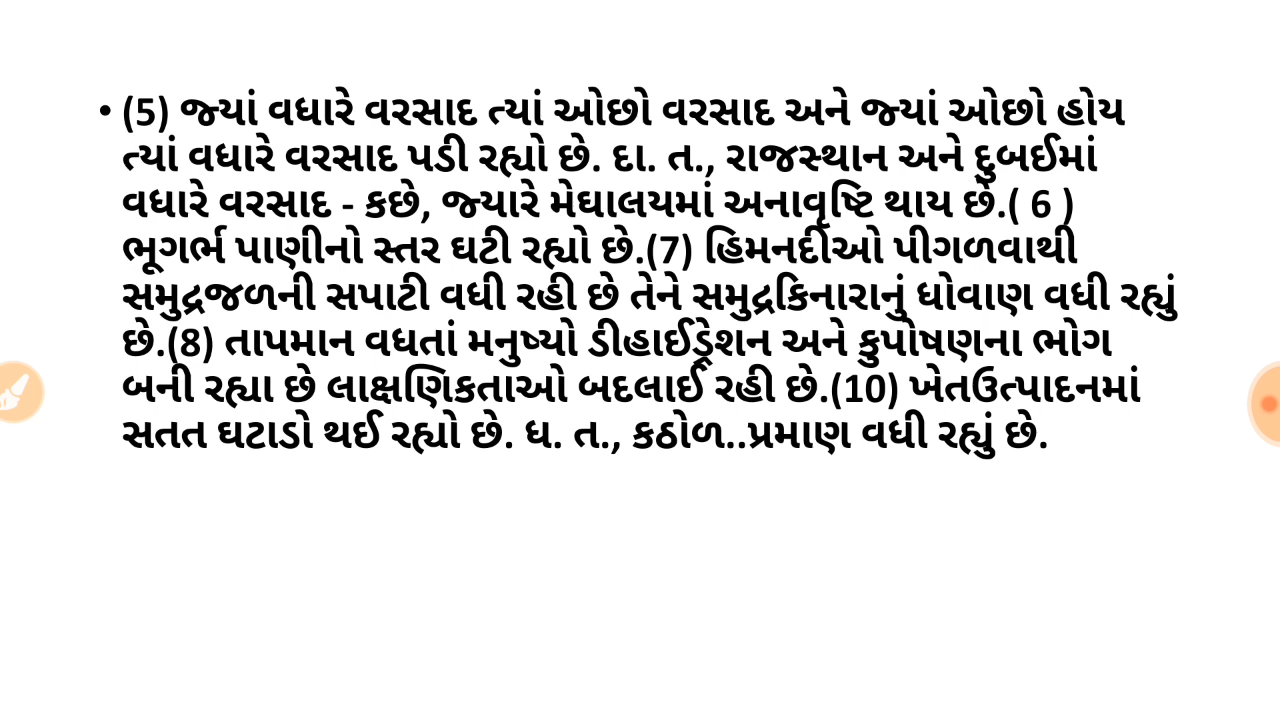 • (5) જ્યાં વધારે વરસાદ ત્યાં ઓછો વરસાદ અને જ્યાં ઓછો હોય
ત્યાં વધારે વરસાદ પડી રહ્યો છે. દા. ત., રાજસ્થાન અને દુબઈમાં
વધારે વરસાદ - કછે, જ્યારે મેઘાલયમાં અનાવૃષ્ટિ થાય છે.( 6 )
ભૂગર્ભ પાણીનો સ્તર ઘટી રહ્યો છે.(7) હિમનદીઓ પીગળવાથી
સમુદ્રજળની સપાટી વધી રહી છે તેને સમુદ્રકિનારાનું ધોવાણ વધી રહ્યું
છે.(8) તાપમાન વધતાં મનુષ્યો ડીહાઈડ્રેશન અને કુપોષણના ભોગ
બની રહ્યા છે લાક્ષણિકતાઓ બદલાઈ રહી છે.(10) ખેતઉત્પાદનમાં
સતત ઘટાડો થઈ રહ્યો છે. ધ. ત., કઠોળ..પ્રમાણ વધી રહ્યું છે.